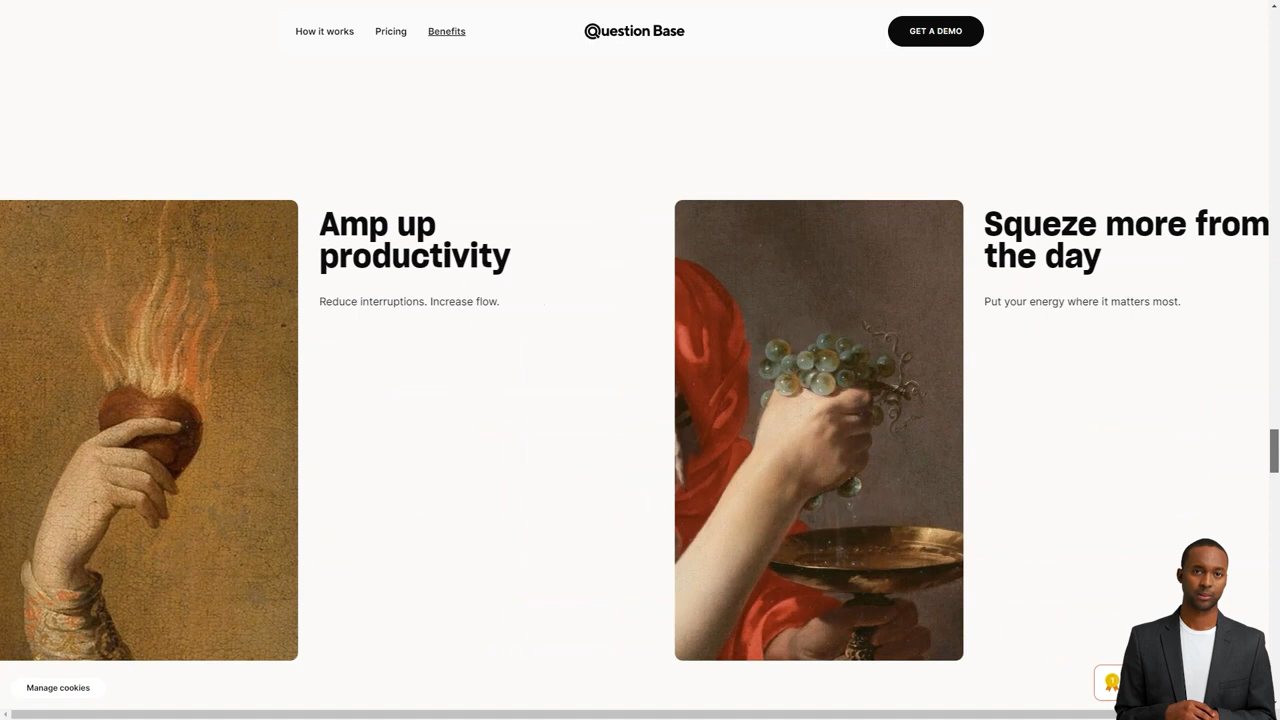 How it works
Pricing
Benefits
Question Base
GET A DEMO
Amp up
productivity
Reduce interruptions. Increase flow.
Squeze more from
the day
Put your energy where it matters most.
Manage cookies
1